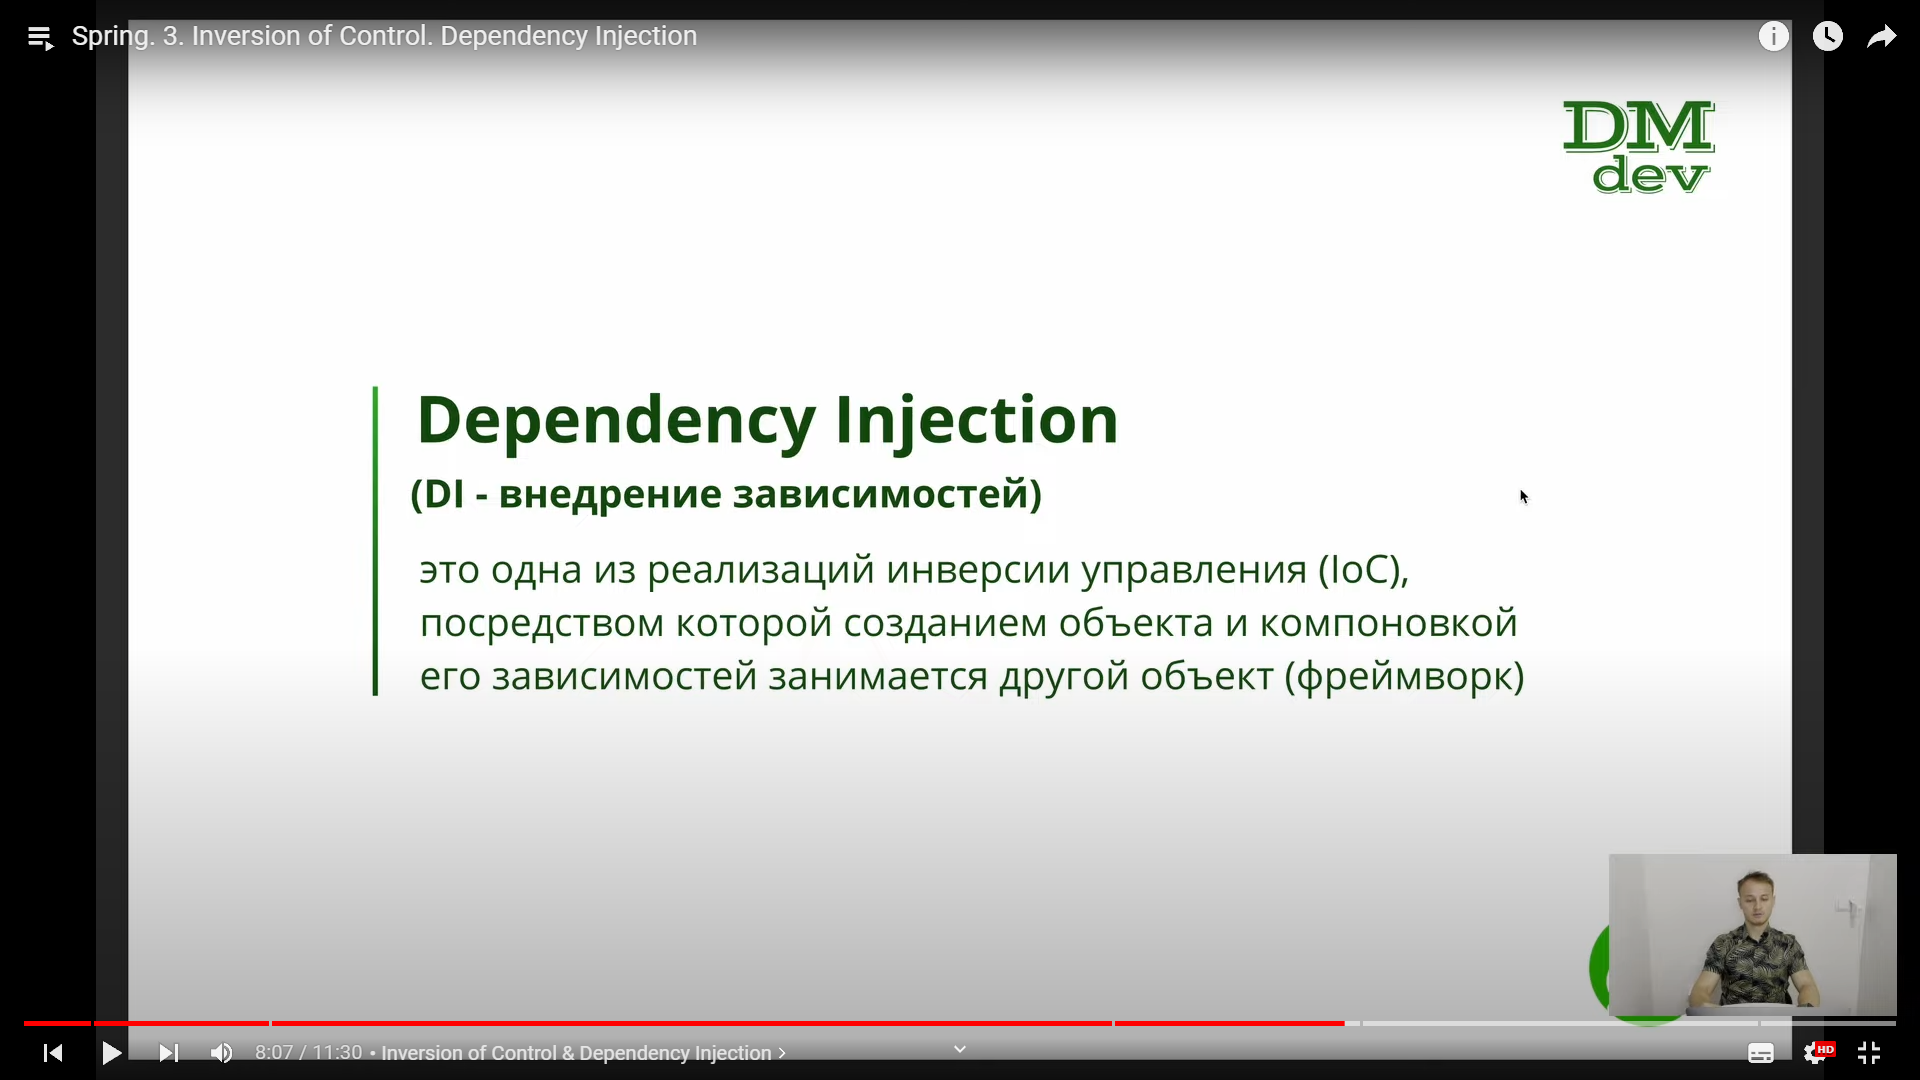 Spring. 3. Inversion of Control. Dependency Injection
DM
dev
Dependency Injection
(DI - внедрение зависимостей)
это одна из реализаций инверсии управления (IoC),
посредством которой созданием объекта и компоновкой
его зависимостей занимается другой объект (фреймворк)
8:07 / 11:30 • Inversion of Control & Dependency Injection
HD